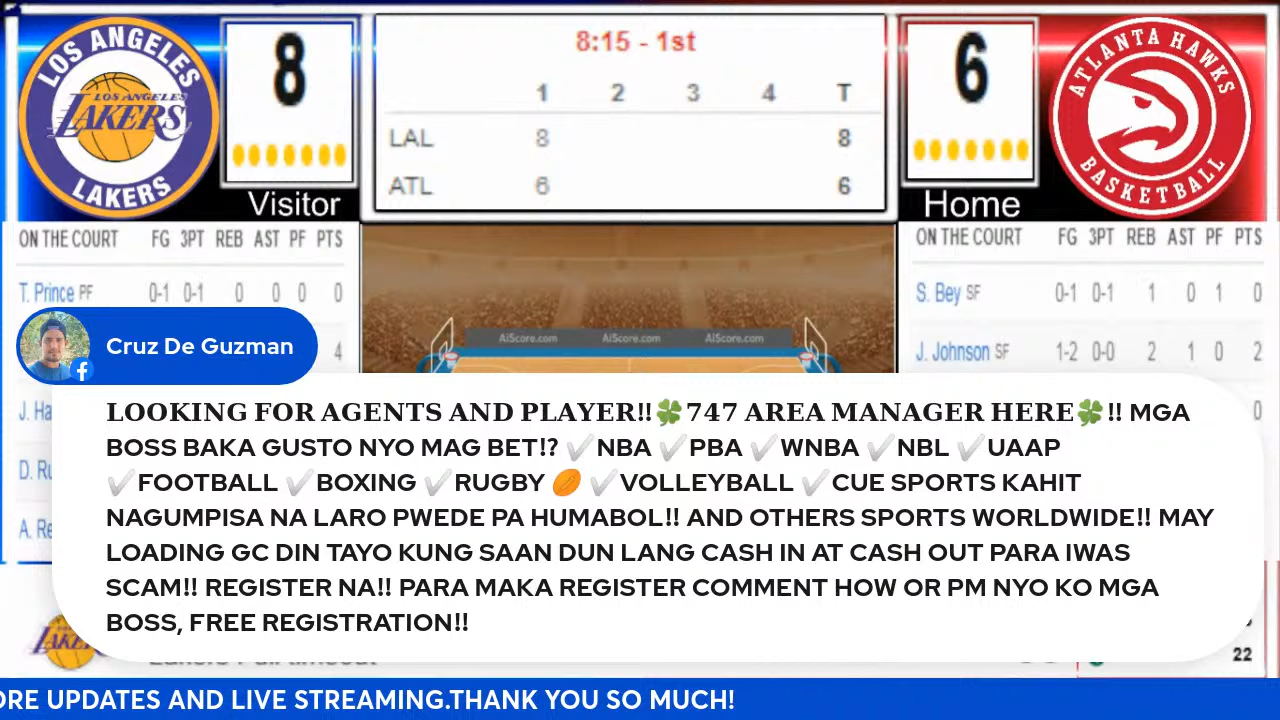 LOS ANGELES
LOS ANGELES
LAKERS
LAKERS
8
Visitor
8:15 - 1st
1 2 3 4 T
LAL 8 8
ATL 6 6
6
Home
ATLANTA HAWKS
BASKETBALL
ON THE COURT FG 3PT REB AST PF PTS
T. Prince PF 0-1 0-1 0 0 0 0
4
J. Ha
D. Ru
A. Re
AiScore.com AiScore.com AiScore.com
ON THE COURT FG 3PT REB AST PF PTS
S. Bey SF 0-1 0-1 1 0 1 0
J. Johnson SF 1-2 0-0 2 1 0 2
0
Cruz De Guzman
𝐋𝐎𝐎𝐊𝐈𝐍𝐆 𝐅𝐎𝐑 𝐀𝐆𝐄𝐍𝐓𝐒 𝐀𝐍𝐃 𝐏𝐋𝐀𝐘𝐄𝐑!!🍀𝟕𝟒𝟕 𝐀𝐑𝐄𝐀 𝐌𝐀𝐍𝐀𝐆𝐄𝐑 𝐇𝐄𝐑𝐄🍀!! MGA
BOSS BAKA GUSTO NYO MAG BET!? ✔️NBA ✔️PBA ✔️WNBA ✔️NBL ✔️UAAP
✔️FOOTBALL ✔️BOXING ✔️RUGBY 🏉 ✔️VOLLEYBALL ✔️CUE SPORTS KAHIT
NAGUMPISA NA LARO PWEDE PA HUMABOL!! AND OTHERS SPORTS WORLDWIDE!! MAY
LOADING GC DIN TAYO KUNG SAAN DUN LANG CASH IN AT CASH OUT PARA IWAS
SCAM!! REGISTER NA!! PARA MAKA REGISTER COMMENT HOW OR PM NYO KO MGA
BOSS, FREE REGISTRATION!!
22
ORE UPDATES AND LIVE STREAMING.THANK YOU SO MUCH!